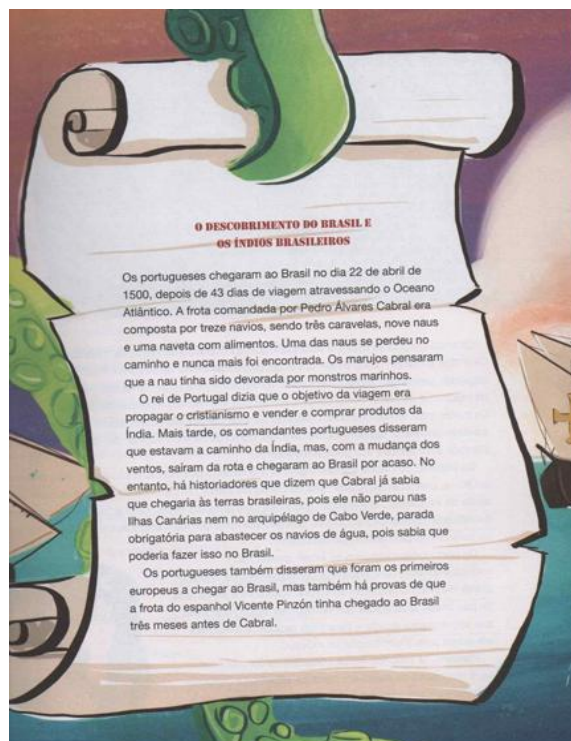 O DESCOBRIMENTO DO BRASIL E
OS ÍNDIOS BRASILEIROS
Os portugueses chegaram ao Brasil no dia 22 de abril de
1500, depois de 43 dias de viagem atravessando o Oceano
Atlântico. A frota comandada por Pedro Álvares Cabral era
composta por treze navios, sendo três caravelas, nove naus
e uma naveta com alimentos. Uma das naus se perdeu no
caminho e nunca mais foi encontrada. Os marujos pensaram
que a nau tinha sido devorada por monstros marinhos.
O rei de Portugal dizia que o objetivo da viagem era
propagar o cristianismo e vender e comprar produtos da
Índia. Mais tarde, os comandantes portugueses disseram
que estavam a caminho da Índia, mas, com a mudança dos
ventos, saíram da rota e chegaram ao Brasil por acaso. No
entanto, há historiadores que dizem que Cabral já sabia
que chegaria às terras brasileiras, pois ele não parou nas
Ilhas Canárias nem no arquipélago de Cabo Verde, parada
obrigatória para abastecer os navios de água, pois sabia que
poderia fazer isso no Brasil.
Os portugueses também disseram que foram os primeiros
europeus a chegar ao Brasil, mas também há provas de que
a frota do espanhol Vicente Pinzón tinha chegado ao Brasil
três meses antes de Cabral.